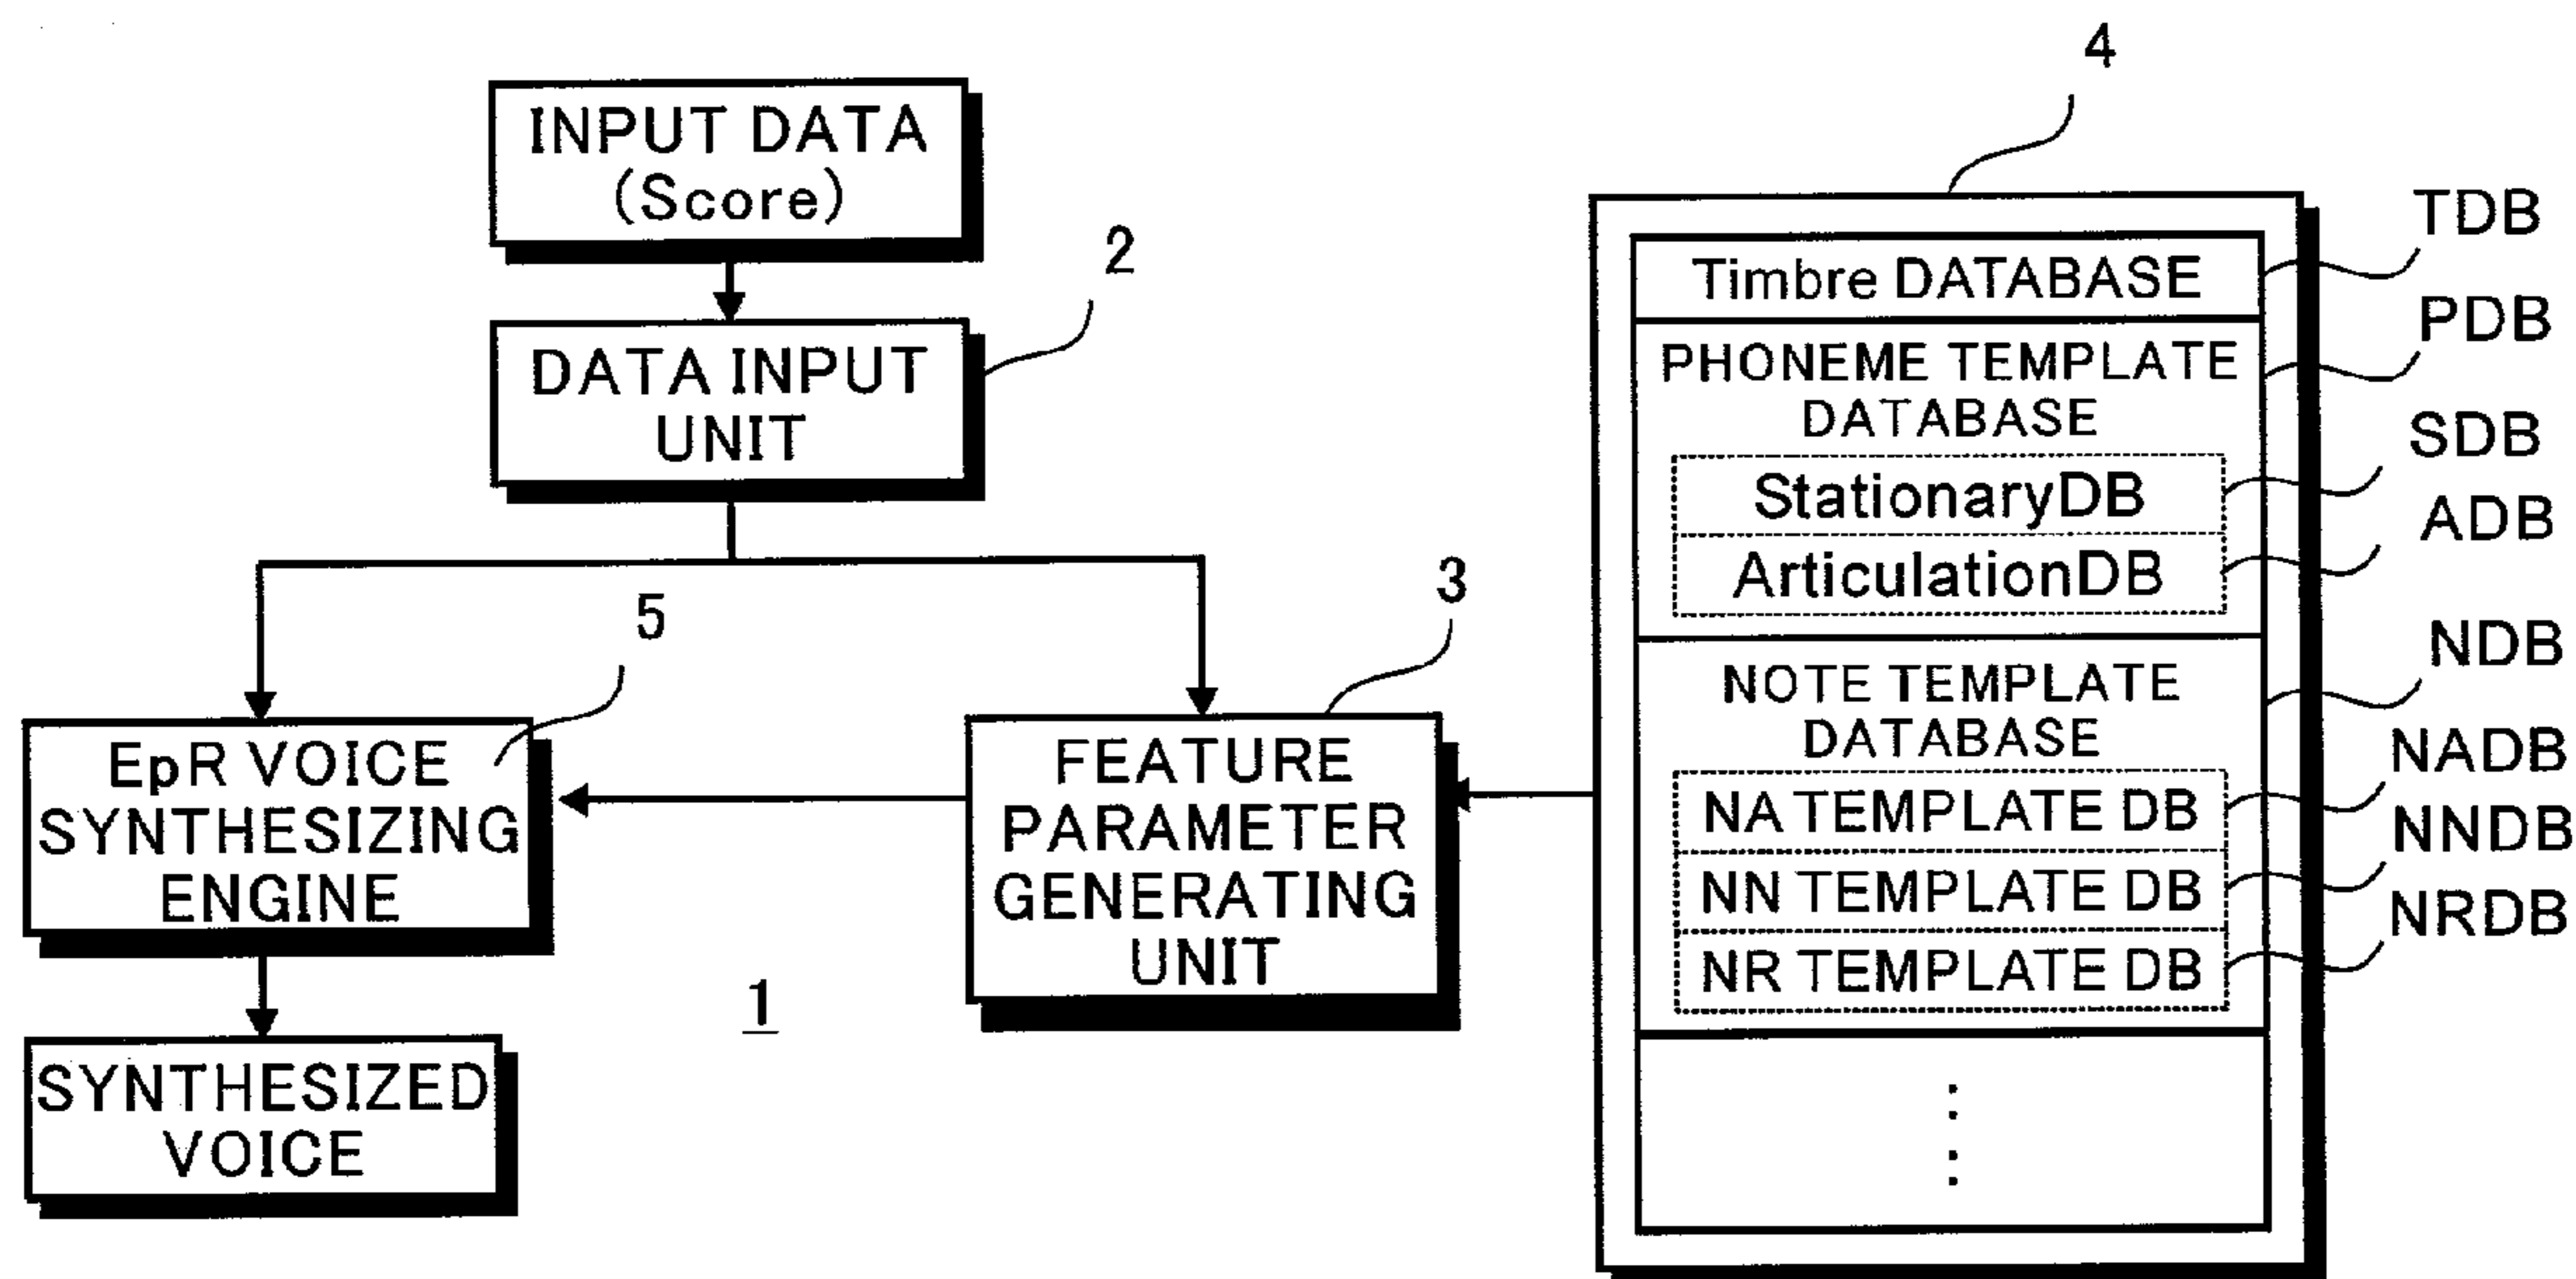 INPUT DATA
(Score)
2
DATA INPUT
UNIT
5
EpR VOICE
SYNTHESIZING
ENGINE
SYNTHESIZED
VOICE
1
3
FEATURE
PARAMETER
GENERATING
UNIT
4
Timbre DATABASE
TDB
PHONEME TEMPLATE
DATABASE
PDB
StationaryDB
SDB
ArticulationDB
ADB
NOTE TEMPLATE
DATABASE
NDB
NA TEMPLATE DB
NADB
NN TEMPLATE DB
NNDB
NR TEMPLATE DB
NRDB